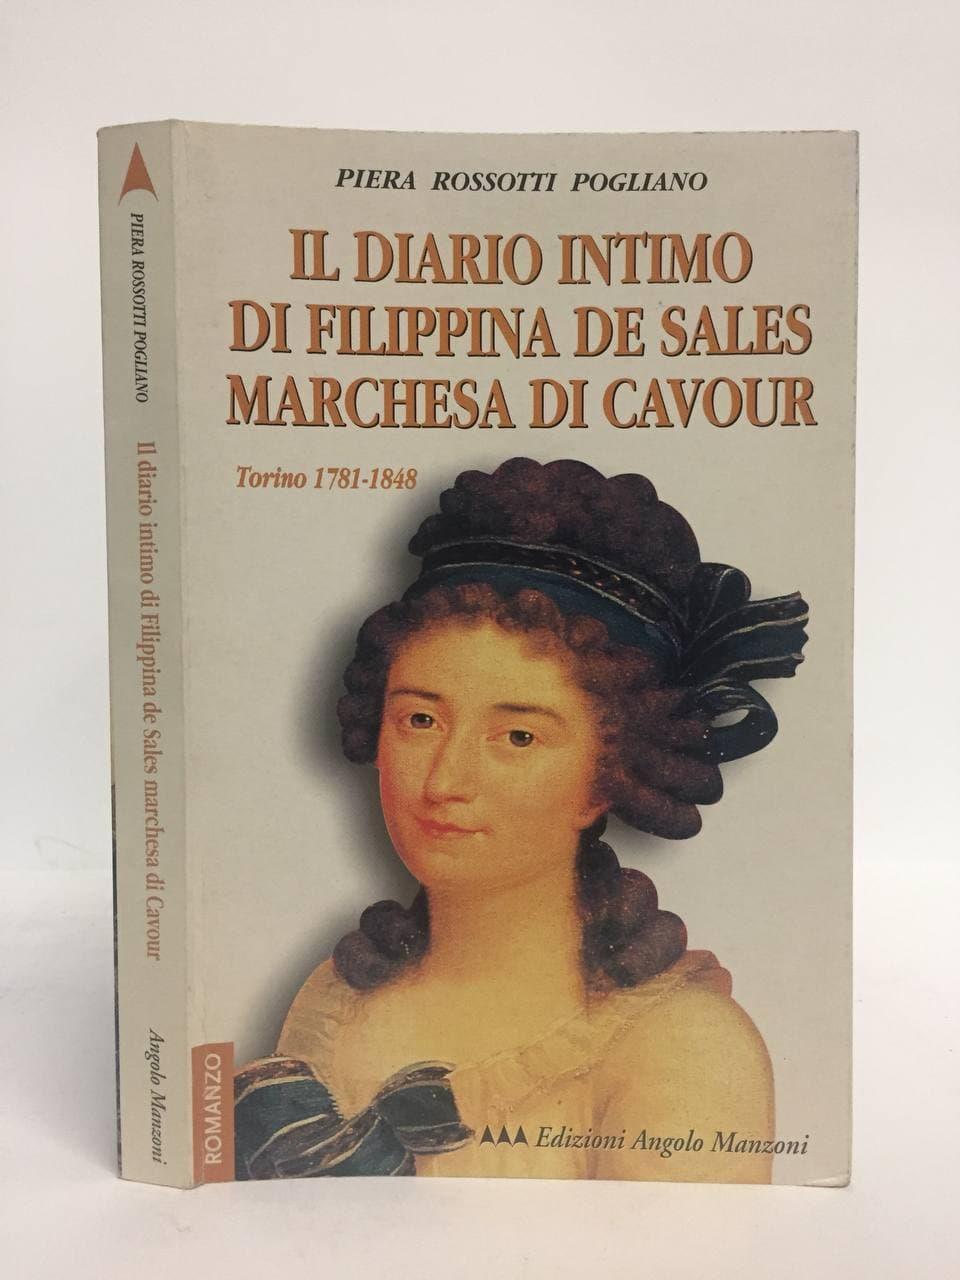 PIERA ROSSOTTI POGLIANO
IL DIARIO INTIMO
DI FILIPPINA DE SALES
MARCHESA DI CAVOUR
Torino 1781-1848
ROMANZO
Edizioni Angolo Manzoni
PIERA ROSSOTTI POGLIANO
Il diario intimo di Filippina de Sales marchesa di Cavour
Angolo Manzoni